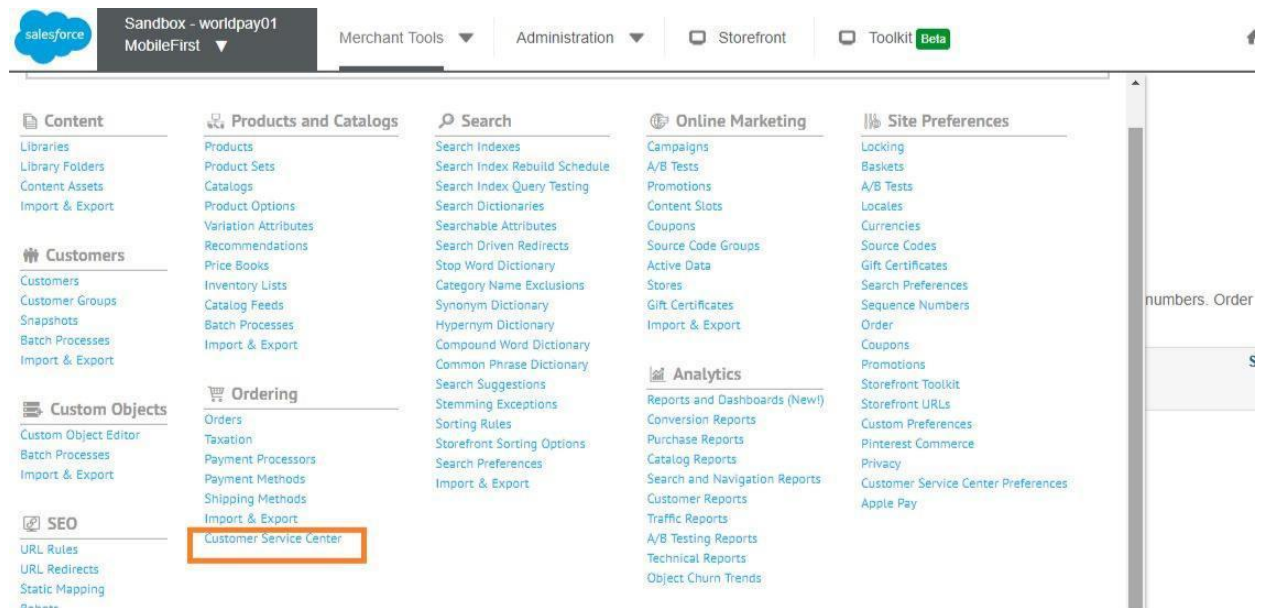 salesforce
Sandbox - worldpay01
MobileFirst ▼
Merchant Tools
Administration
Storefront
Toolkit Beta
Content
Libraries
Library Folders
Content Assets
Import & Export
Customers
Customers
Customer Groups
Snapshots
Batch Processes
Import & Export
Custom Objects
Custom Object Editor
Batch Processes
Import & Export
SEO
URL Rules
URL Redirects
Static Mapping
Robots
Products and Catalogs
Products
Product Sets
Catalogs
Product Options
Variation Attributes
Recommendations
Price Books
Inventory Lists
Catalog Feeds
Batch Processes
Import & Export
Ordering
Orders
Taxation
Payment Processors
Payment Methods
Shipping Methods
Import & Export
Customer Service Center
Search
Search Indexes
Search Index Rebuild Schedule
Search Index Query Testing
Search Dictionaries
Searchable Attributes
Search Driven Redirects
Stop Word Dictionary
Category Name Exclusions
Synonym Dictionary
Hypernym Dictionary
Compound Word Dictionary
Common Phrase Dictionary
Search Suggestions
Stemming Exceptions
Sorting Rules
Storefront Sorting Options
Search Preferences
Import & Export
Online Marketing
Campaigns
A/B Tests
Promotions
Content Slots
Coupons
Source Code Groups
Active Data
Stores
Gift Certificates
Import & Export
Analytics
Reports and Dashboards (New!)
Conversion Reports
Purchase Reports
Catalog Reports
Search and Navigation Reports
Customer Reports
Traffic Reports
A/B Testing Reports
Technical Reports
Object Churn Trends
Site Preferences
Locking
Baskets
A/B Tests
Locales
Currencies
Source Codes
Gift Certificates
Search Preferences
Sequence Numbers
Order
Coupons
Promotions
Storefront Toolkit
Storefront URLs
Custom Preferences
Pinterest Commerce
Privacy
Customer Service Center Preferences
Apple Pay
numbers. Order
S